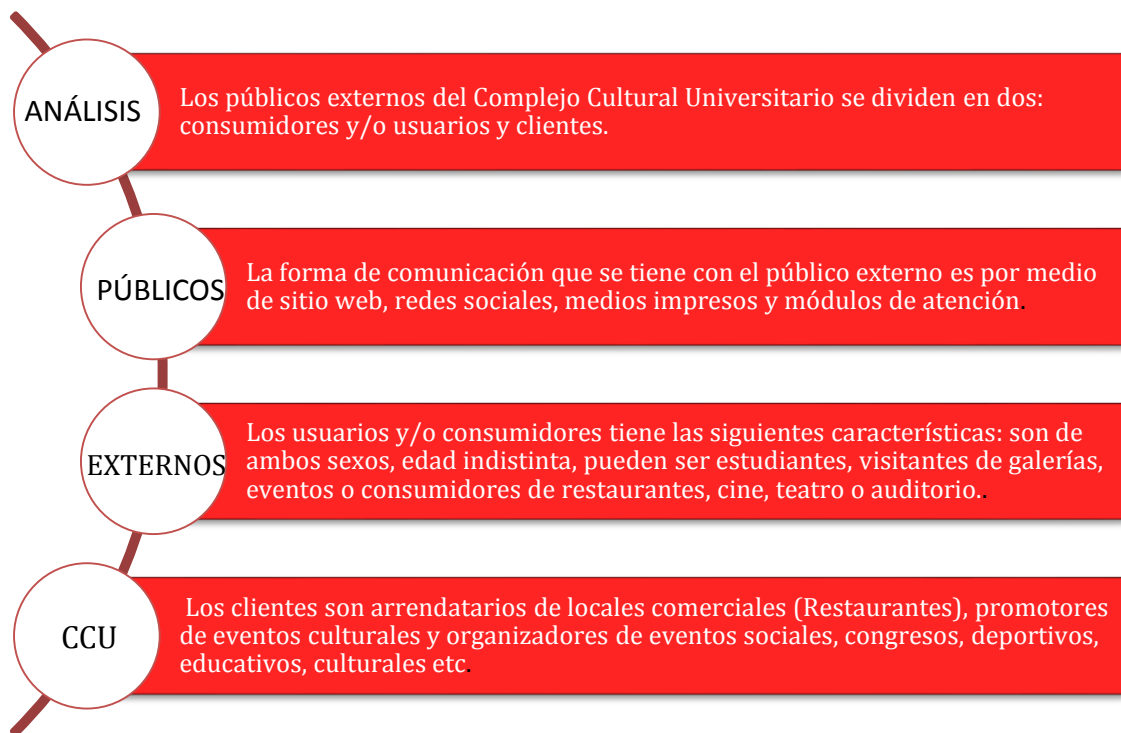 ANÁLISIS
Los públicos externos del Complejo Cultural Universitario se dividen en dos:
consumidores y/o usuarios y clientes.
PÚBLICOS
La forma de comunicación que se tiene con el público externo es por medio
de sitio web, redes sociales, medios impresos y módulos de atención.
EXTERNOS
Los usuarios y/o consumidores tiene las siguientes características: son de
ambos sexos, edad indistinta, pueden ser estudiantes, visitantes de galerías,
eventos o consumidores de restaurantes, cine, teatro o auditorio..
CCU
Los clientes son arrendatarios de locales comerciales (Restaurantes), promotores
de eventos culturales y organizadores de eventos sociales, congresos, deportivos,
educativos, culturales etc.